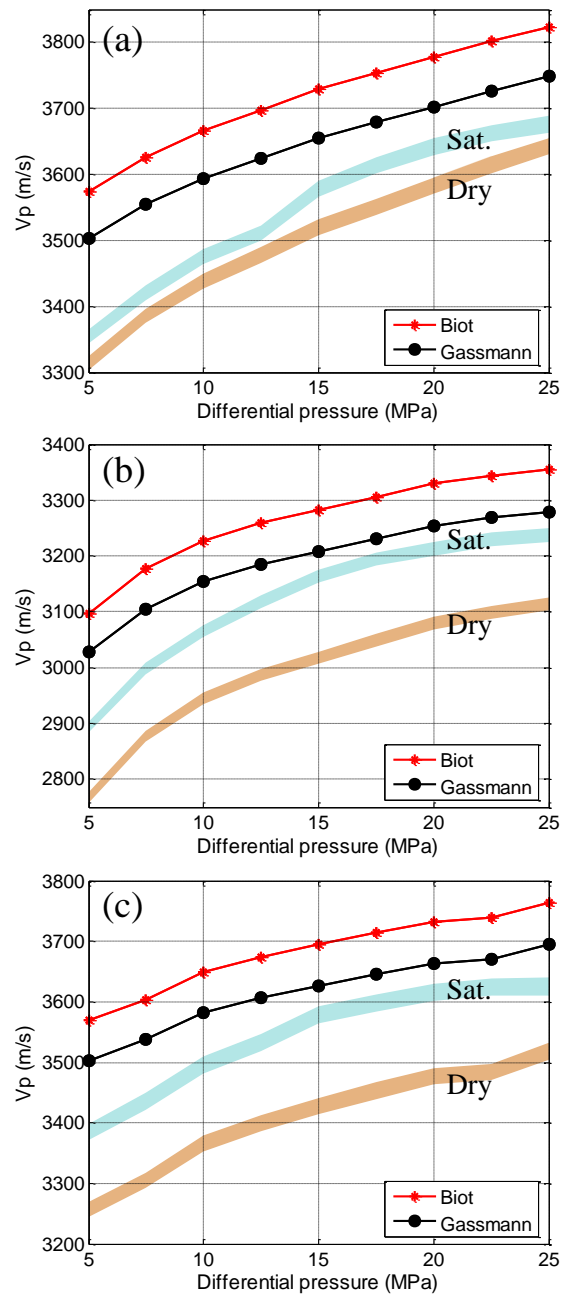 (a)
3800
3700
3600
3500
3400
3300
Vp (m/s)
Sat.
Dry
Biot
Gassmann
5 10 15 20 25
Differential pressure (MPa)
(b)
3400
3300
3200
3100
3000
2900
2800
Vp (m/s)
Sat.
Dry
Biot
Gassmann
5 10 15 20 25
Differential pressure (MPa)
(c)
3800
3700
3600
3500
3400
3300
3200
Vp (m/s)
Sat.
Dry
Biot
Gassmann
5 10 15 20 25
Differential pressure (MPa)